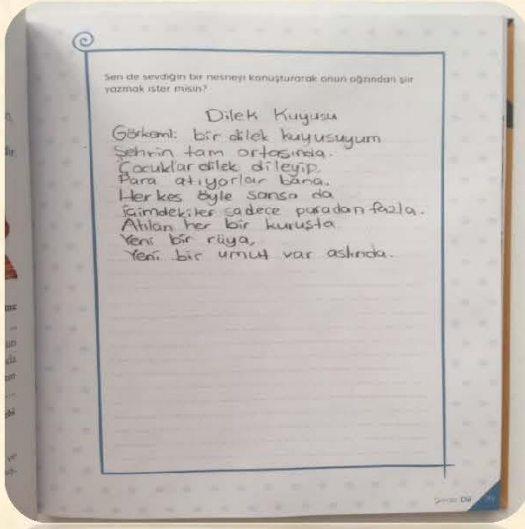 Sen de sevdiğin bir nesneyi konuşturarak onun ağzından şiir
yazmak ister misin?
Dilek Kuyusu
Görkemli bir dilek kuyusuyum
Şehrin tam ortasında.
Çocuklar dilek dileyip,
Para atıyorlar bana.
Herkes öyle sansa da
İçimdekiler sadece paradan fazla.
Atılan her bir kuruşta
Yeni bir rüya,
Yeni bir umut var aslında.
Dil